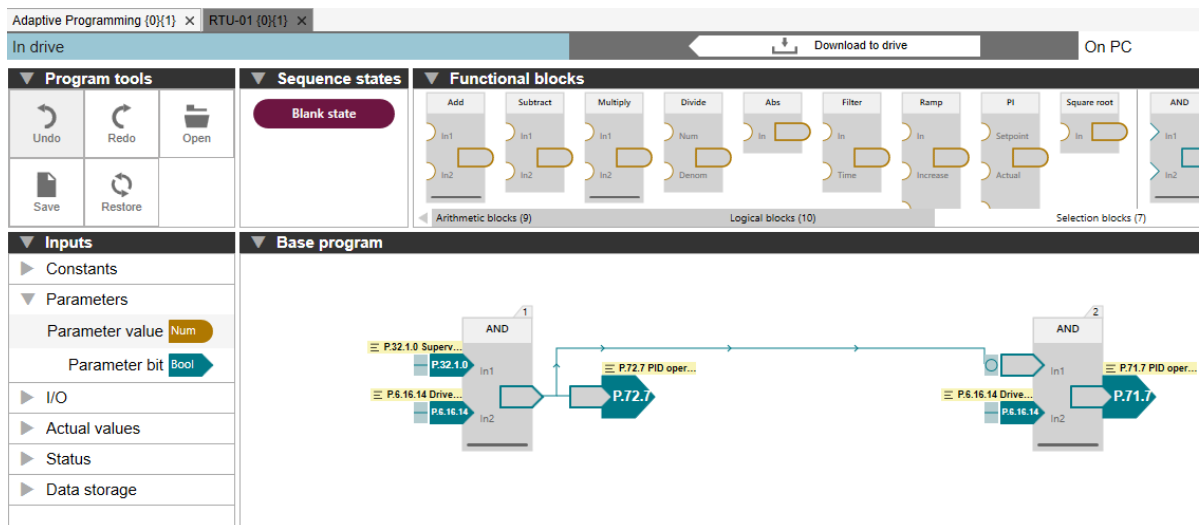 Adaptive Programming {0}{1} ×
RTU-01 {0}{1} ×
In drive
Download to drive
On PC
Program tools
Sequence states
Functional blocks
Undo
Redo
Open
Save
Restore
Blank state
Add
In1
In2
Subtract
In1
In2
Multiply
In1
In2
Divide
Num
Denom
Abs
In
Filter
In
Time
Ramp
In
Increase
PI
Setpoint
Actual
Square root
In
AND
In1
In2
Arithmetic blocks (9)
Logical blocks (10)
Selection blocks (7)
Inputs
Constants
Parameters
Parameter value Num
Parameter bit Bool
I/O
Actual values
Status
Data storage
Base program
1
AND
P.32.1.0 Superv...
P.32.1.0
In1
P.6.16.14 Drive...
P.6.16.14
In2
P.72.7 PID oper...
P.72.7
2
AND
In1
P.6.16.14 Drive...
P.6.16.14
In2
P.71.7 PID oper...
P.71.7